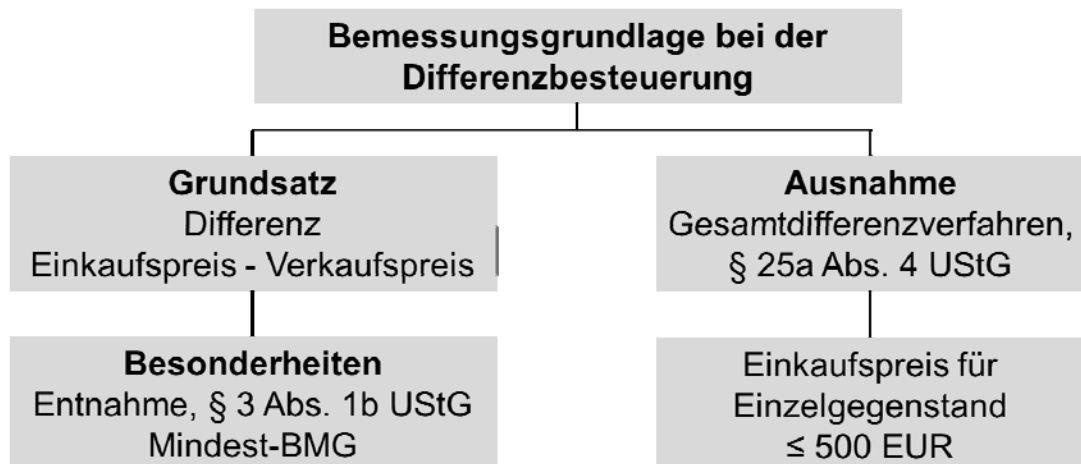 Bemessungsgrundlage bei der
Differenzbesteuerung
Grundsatz
Differenz
Einkaufspreis - Verkaufspreis
Ausnahme
Gesamtdifferenzverfahren,
§ 25a Abs. 4 UStG
Besonderheiten
Entnahme, § 3 Abs. 1b UStG
Mindest-BMG
Einkaufspreis für
Einzelgegenstand
≤ 500 EUR